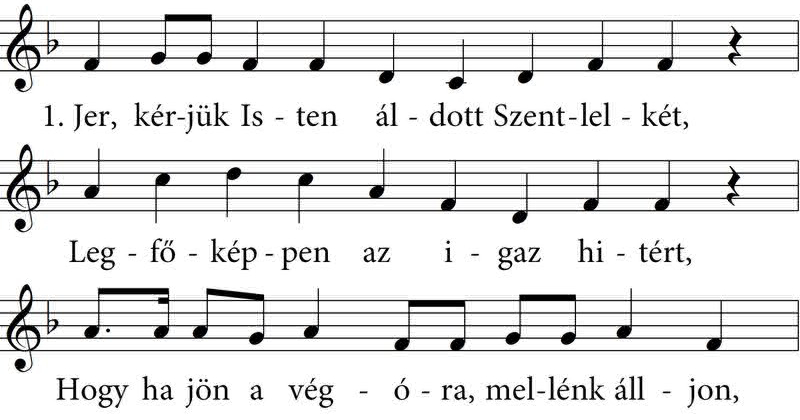 1. Jer, kér-jük Is - ten ál - dott Szent-lel - két,
Leg - fő - kép - pen az i - gaz hi - tért,
Hogy ha jön a vég - ó - ra, mel-lénk áll - jon,